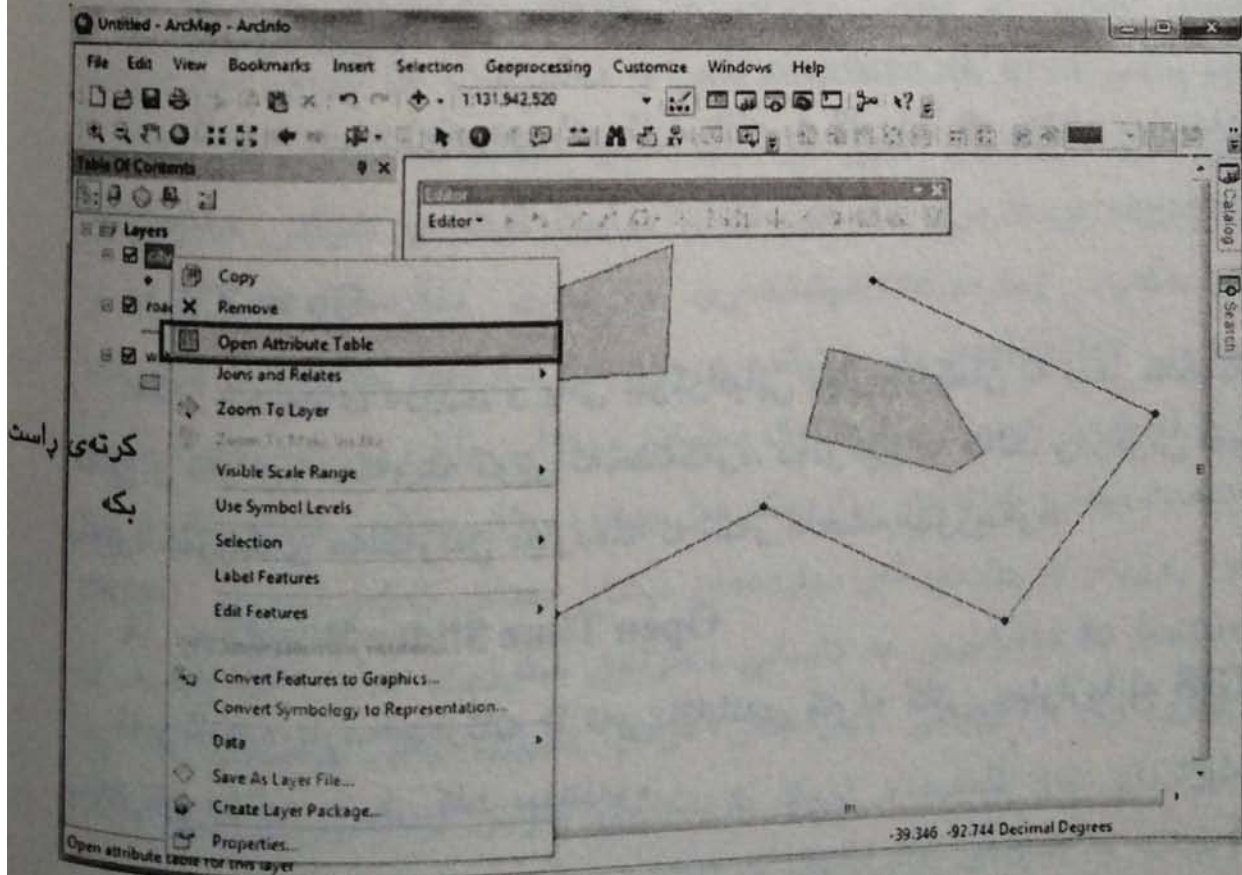 Untitled - ArcMap - ArcInfo
File Edit View Bookmarks Insert Selection Geoprocessing Customize Windows Help
1:131,942,520
Table Of Contents
Editor
Editor
Catalog
Search
Layers
Copy
Remove
Open Attribute Table
Joins and Relates
Zoom To Layer
Visible Scale Range
Use Symbol Levels
Selection
Label Features
Edit Features
Convert Features to Graphics...
Convert Symbology to Representation...
Data
Save As Layer File...
Create Layer Package...
Properties...
کرتەی ڕاست
بکە
-39.346 -92.744 Decimal Degrees
Open attribute table for this layer